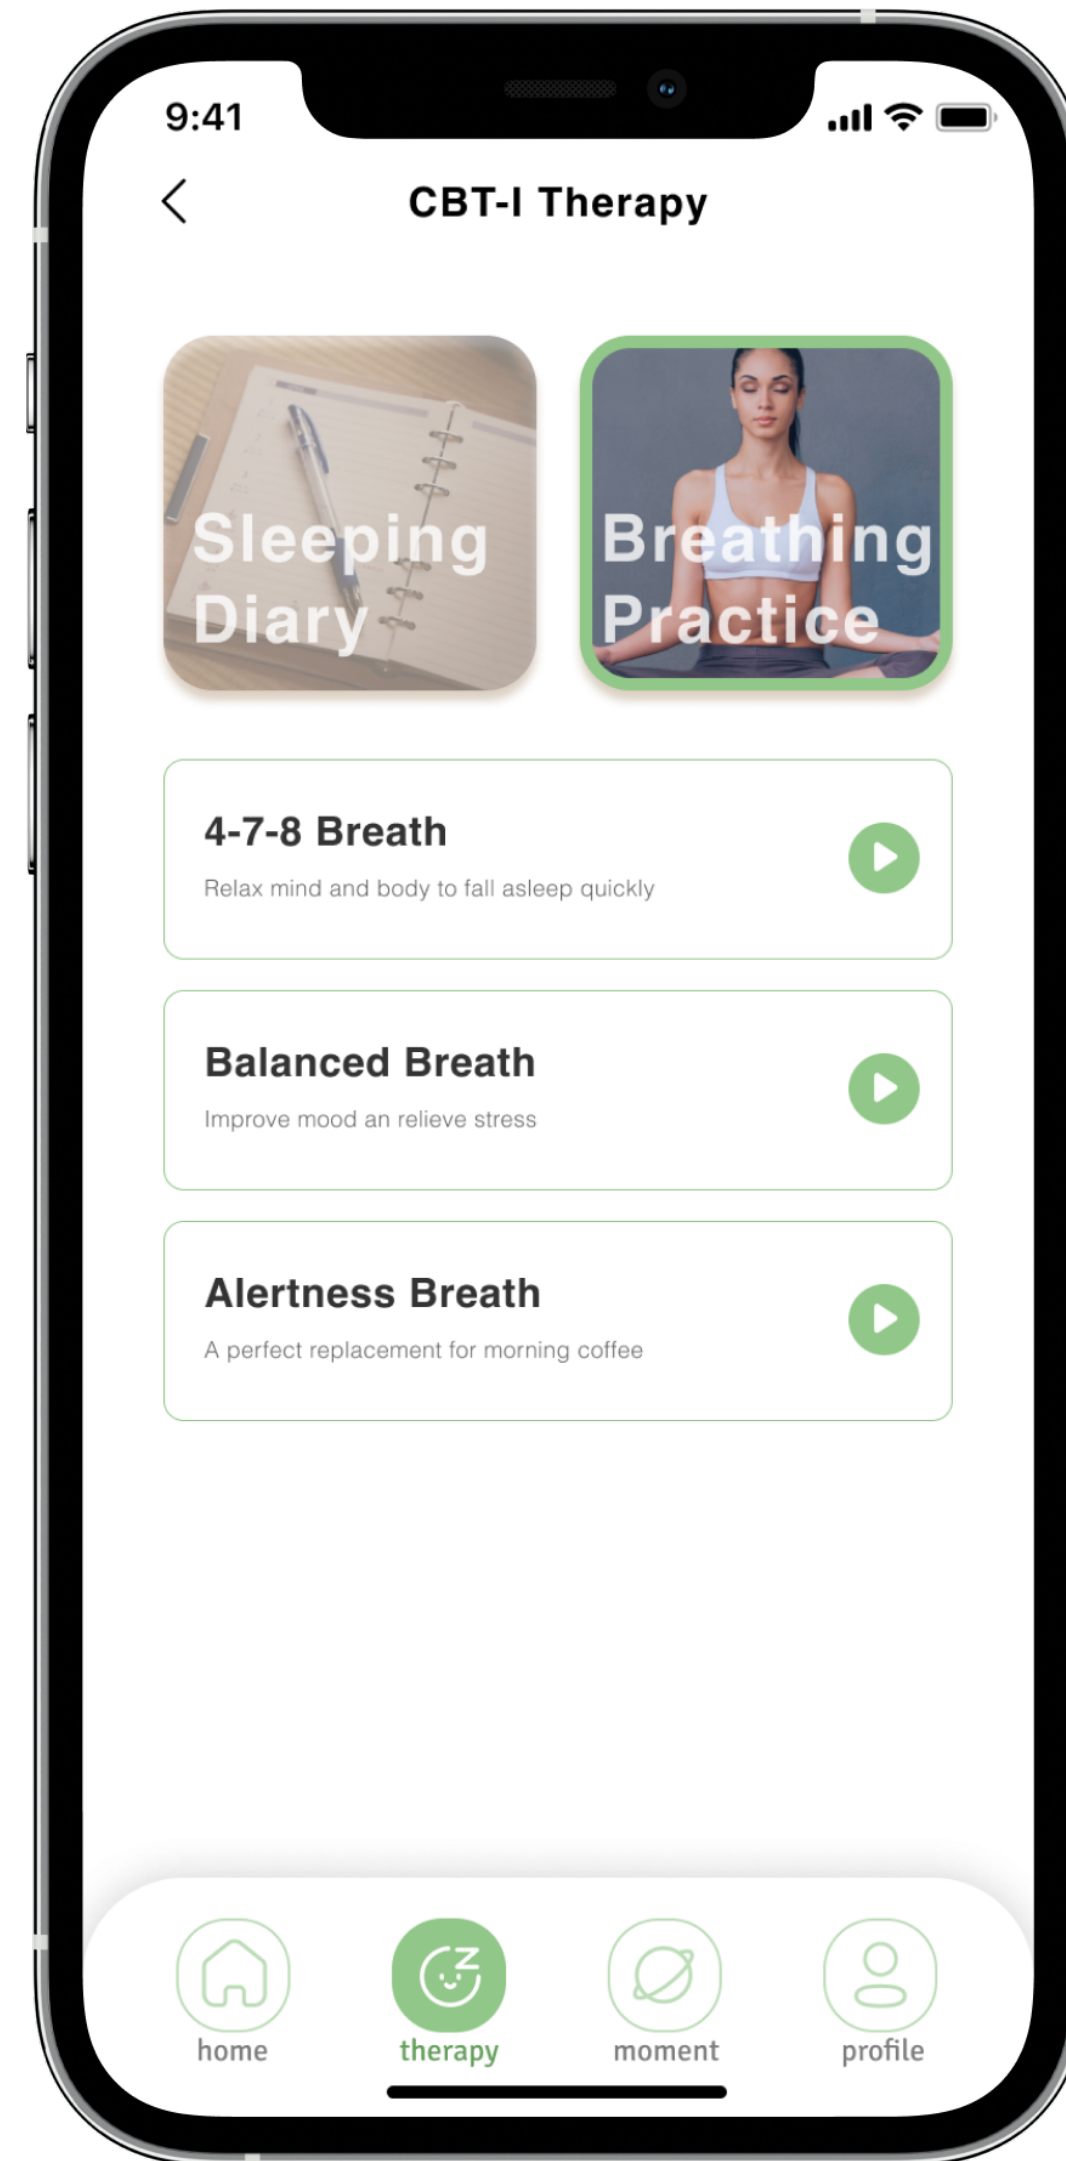 9:41
CBT-I Therapy
Sleeping
Diary
Breathing
Practice
4-7-8 Breath
Relax mind and body to fall asleep quickly
Balanced Breath
Improve mood an relieve stress
Alertness Breath
A perfect replacement for morning coffee
home
therapy
moment
profile